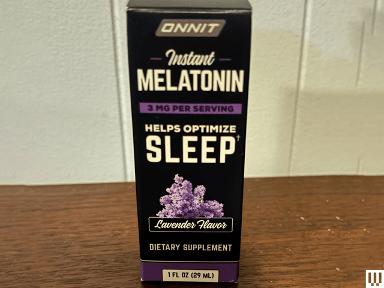 ONNIT
Instant
MELATONIN
3 MG PER SERVING
HELPS OPTIMIZE
SLEEP†
Lavender Flavor
DIETARY SUPPLEMENT
1 FL OZ (29 ML)
W